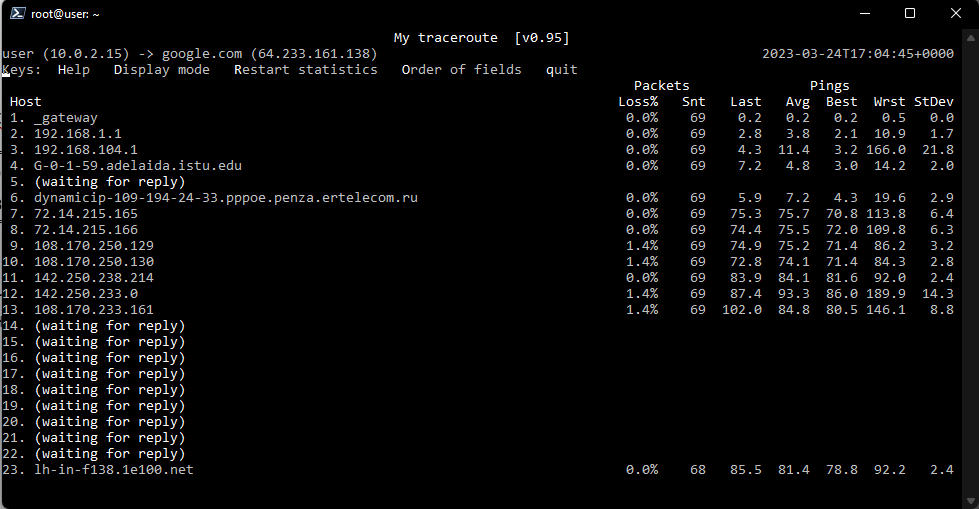 root@user: ~
My traceroute [v0.95]
user (10.0.2.15) -> google.com (64.233.161.138) 2023-03-24T17:04:45+0000
Keys: Help Display mode Restart statistics Order of fields quit
Packets Pings
Host Loss% Snt Last Avg Best Wrst StDev
1. _gateway 0.0% 69 0.2 0.2 0.2 0.5 0.0
2. 192.168.1.1 0.0% 69 2.8 3.8 2.1 10.9 1.7
3. 192.168.104.1 0.0% 69 4.3 11.4 3.2 166.0 21.8
4. G-0-1-59.adelaida.istu.edu 0.0% 69 7.2 4.8 3.0 14.2 2.0
5. (waiting for reply)
6. dynamicip-109-194-24-33.pppoe.penza.ertelecom.ru 0.0% 69 5.9 7.2 4.3 19.6 2.9
7. 72.14.215.165 0.0% 69 75.3 75.7 70.8 113.8 6.4
8. 72.14.215.166 0.0% 69 74.4 75.5 72.0 109.8 6.3
9. 108.170.250.129 1.4% 69 74.9 75.2 71.4 86.2 3.2
10. 108.170.250.130 1.4% 69 72.8 74.1 71.4 84.3 2.8
11. 142.250.238.214 0.0% 69 83.9 84.1 81.6 92.0 2.4
12. 142.250.233.0 1.4% 69 87.4 93.3 86.0 189.9 14.3
13. 108.170.233.161 1.4% 69 102.0 84.8 80.5 146.1 8.8
14. (waiting for reply)
15. (waiting for reply)
16. (waiting for reply)
17. (waiting for reply)
18. (waiting for reply)
19. (waiting for reply)
20. (waiting for reply)
21. (waiting for reply)
22. (waiting for reply)
23. lh-in-f138.1e100.net 0.0% 68 85.5 81.4 78.8 92.2 2.4